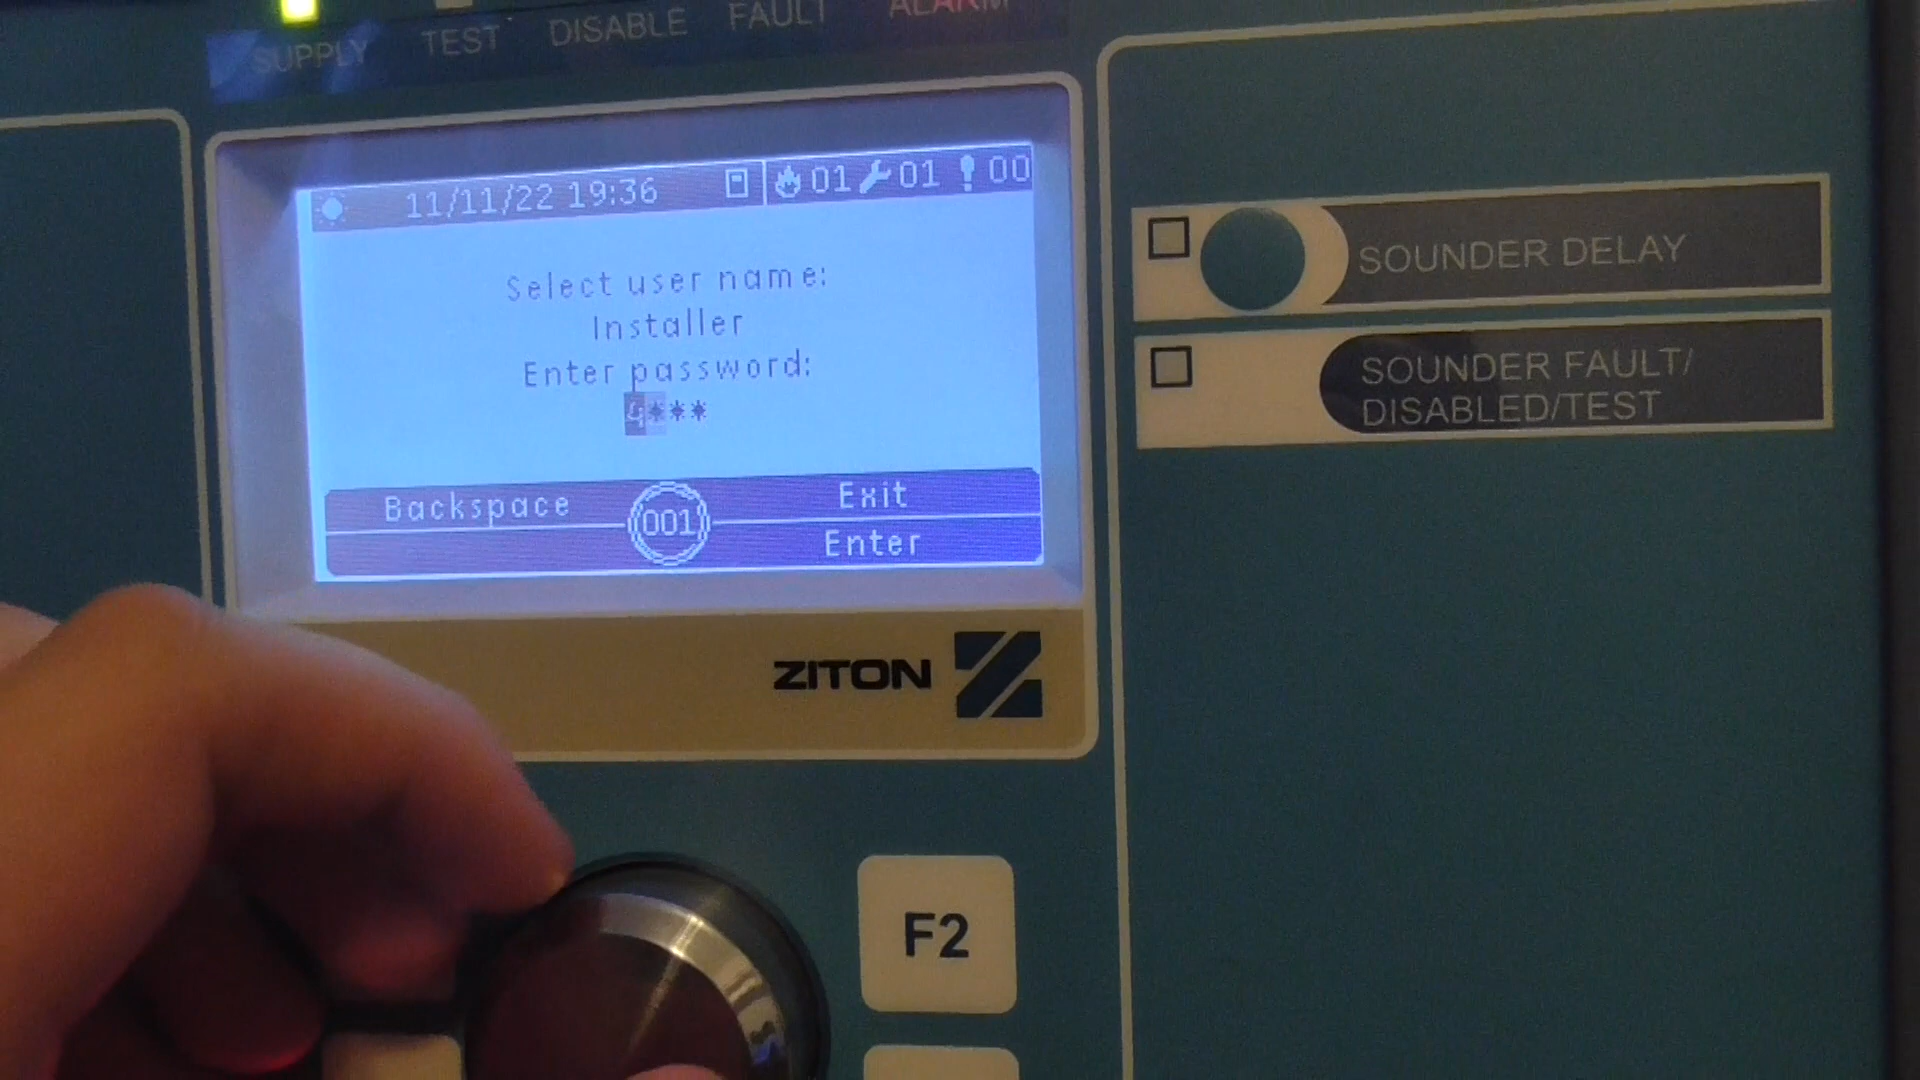 SUPPLY TEST DISABLE FAULT ALARM
11/11/22 19:36 01 01 00
Select user name:
Installer
Enter password:
4***
Backspace Exit
001
Enter
ZITON
SOUNDER DELAY
SOUNDER FAULT/
DISABLED/TEST
F2